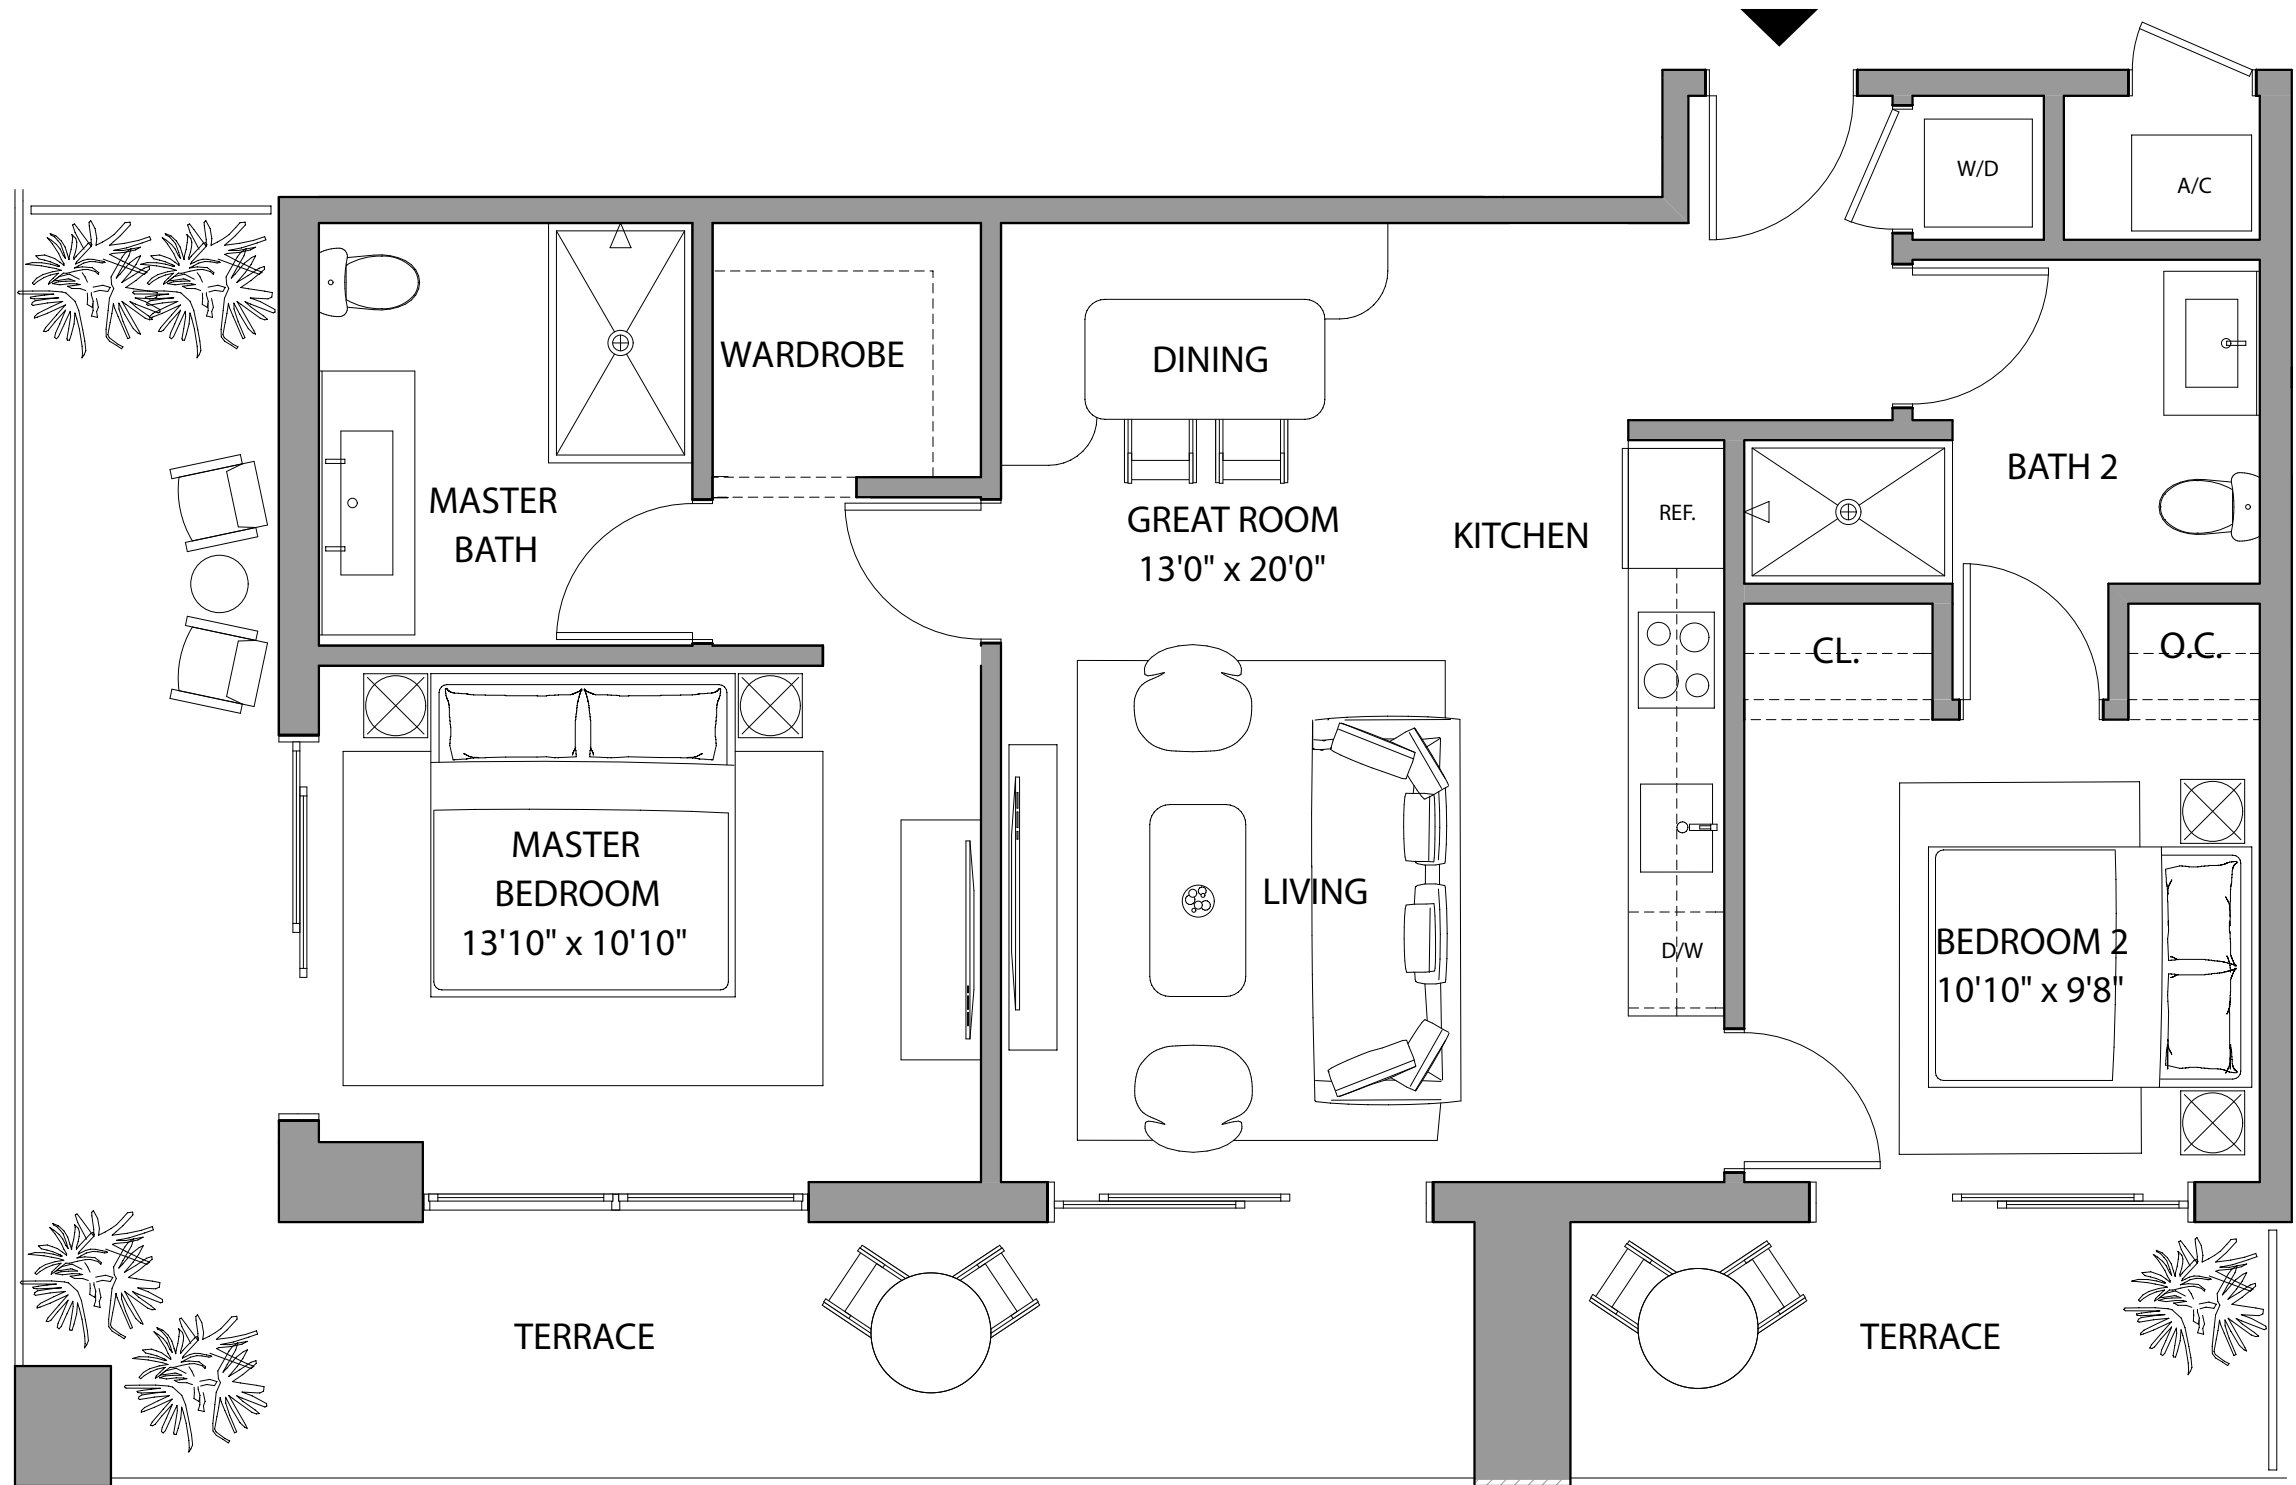 W/D
A/C
WARDROBE
DINING
MASTER
BATH
GREAT ROOM
13'0" x 20'0"
KITCHEN
REF.
BATH 2
CL.
O.C.
MASTER
BEDROOM
13'10" x 10'10"
LIVING
D/W
BEDROOM 2
10'10" x 9'8"
TERRACE
TERRACE